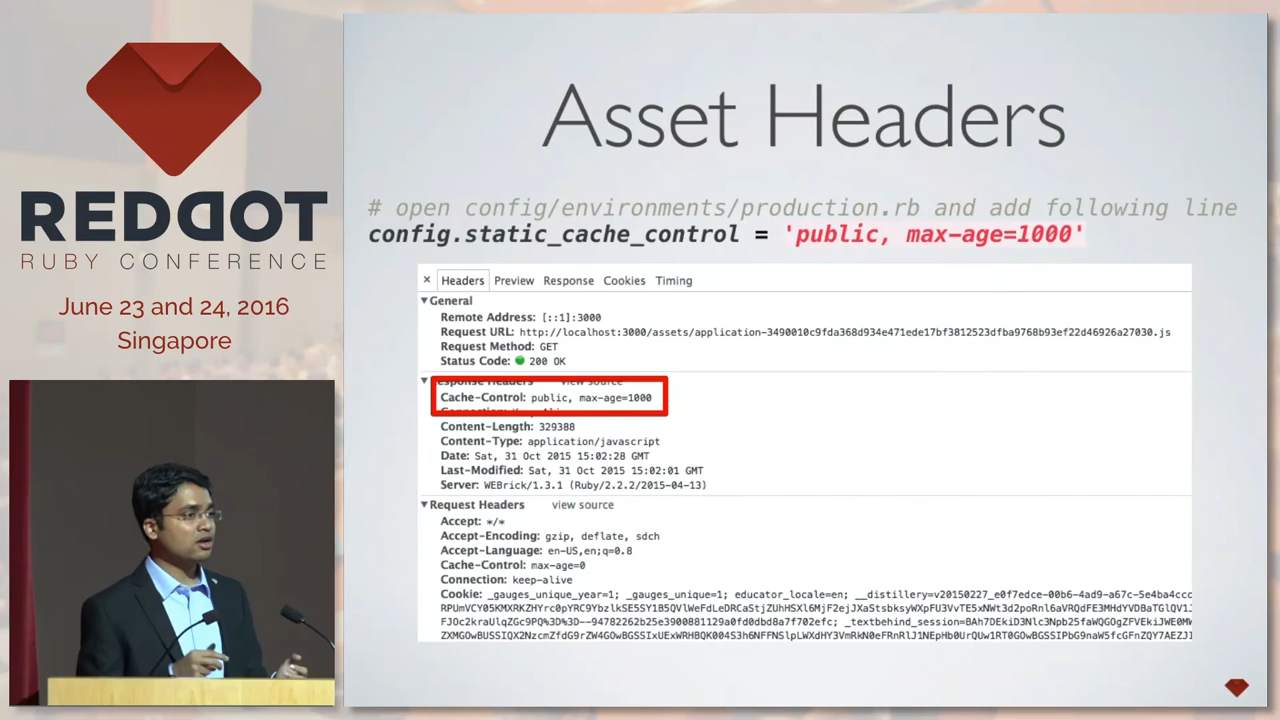 REDDOT
RUBY CONFERENCE
June 23 and 24, 2016
Singapore
Asset Headers
# open config/environments/production.rb and add following line
config.static_cache_control = 'public, max-age=1000'
× Headers Preview Response Cookies Timing
General
Remote Address: [::1]:3000
Request URL: http://localhost:3000/assets/application-3490010c9fda368d934e471ede17bf3812523dfba9768b93ef22d46926a27030.js
Request Method: GET
Status Code: 200 OK
Response Headers view source
Cache-Control: public, max-age=1000
Content-Length: 329388
Content-Type: application/javascript
Date: Sat, 31 Oct 2015 15:02:28 GMT
Last-Modified: Sat, 31 Oct 2015 15:02:01 GMT
Server: WEBrick/1.3.1 (Ruby/2.2.2/2015-04-13)
Request Headers view source
Accept: */*
Accept-Encoding: gzip, deflate, sdch
Accept-Language: en-US,en;q=0.8
Cache-Control: max-age=0
Connection: keep-alive
Cookie: _gauges_unique_year=1; _gauges_unique=1; educator_locale=en;